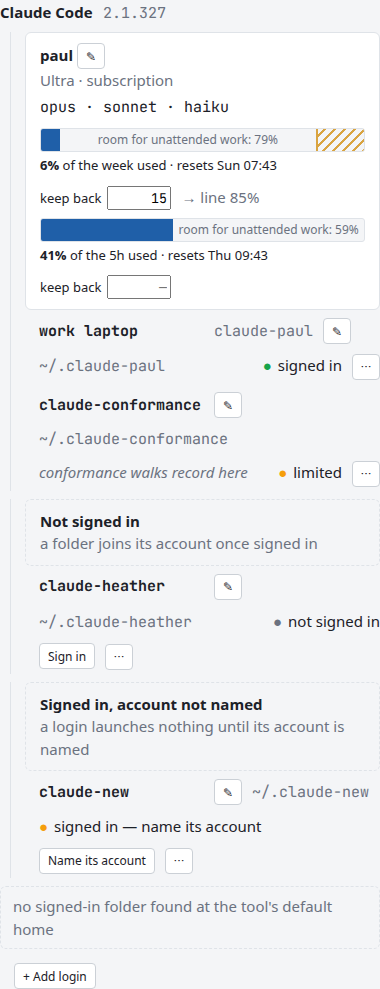 Claude Code 2.1.327
paul ✎
Ultra · subscription
opus · sonnet · haiku
room for unattended work: 79%
6% of the week used · resets Sun 07:43
keep back 15 → line 85%
room for unattended work: 59%
41% of the 5h used · resets Thu 09:43
keep back –
work laptop claude-paul ✎
~/.claude-paul ● signed in ...
claude-conformance ✎
~/.claude-conformance
conformance walks record here ● limited ...
Not signed in
a folder joins its account once signed in
claude-heather ✎
~/.claude-heather ● not signed in
Sign in ...
Signed in, account not named
a login launches nothing until its account is
named
claude-new ✎ ~/.claude-new
● signed in — name its account
Name its account ...
no signed-in folder found at the tool's default
home
+ Add login